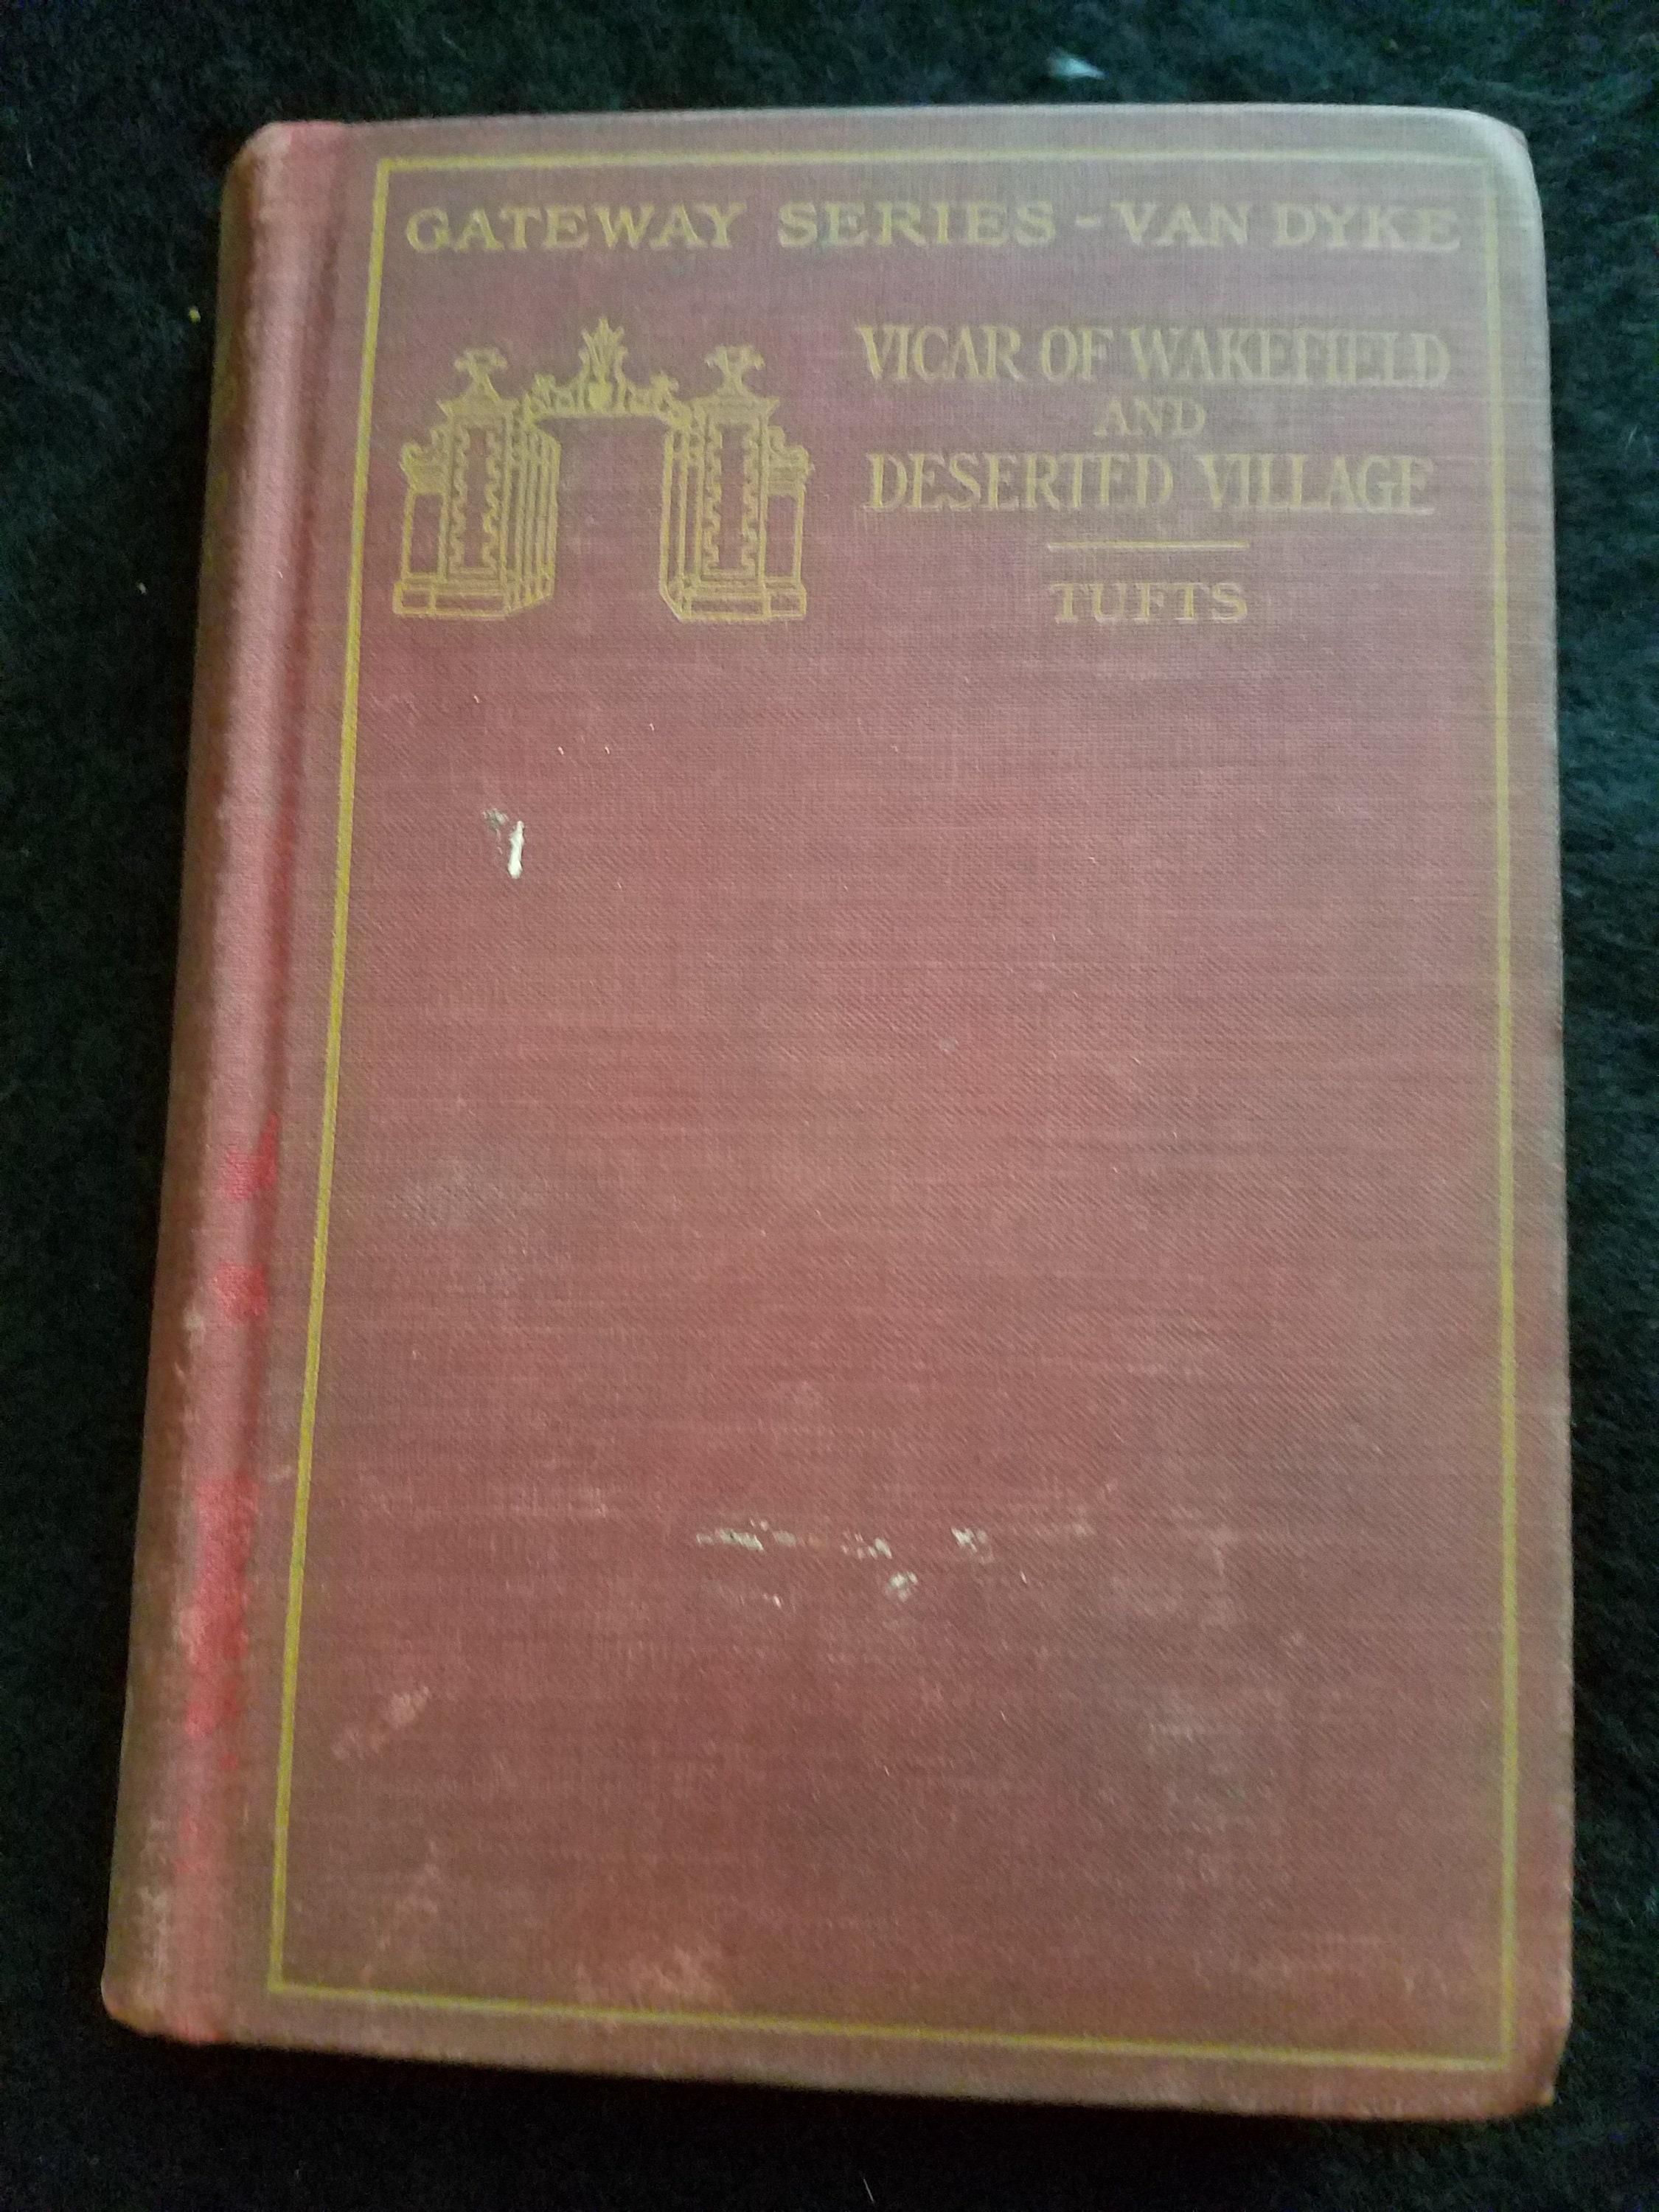 GATEWAY SERIES - VAN DYKE
VICAR OF WAKEFIELD
AND
DESERTED VILLAGE
TUFTS